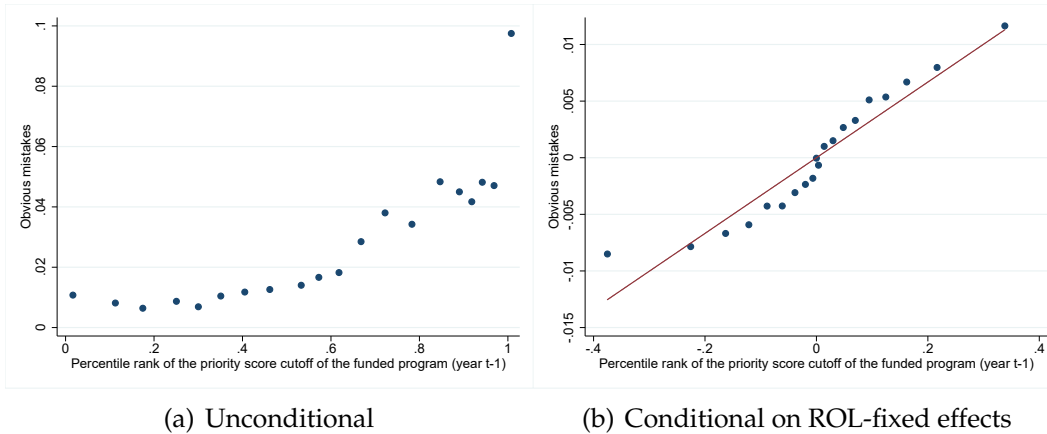 Obvious mistakes
.1
.08
.06
.04
.02
0
0 .2 .4 .6 .8 1
Percentile rank of the priority score cutoff of the funded program (year t-1)
(a) Unconditional
Obvious mistakes
.01
.005
0
-.005
-.01
-.015
-.4 -.2 0 .2 .4
Percentile rank of the priority score cutoff of the funded program (year t-1)
(b) Conditional on ROL-fixed effects